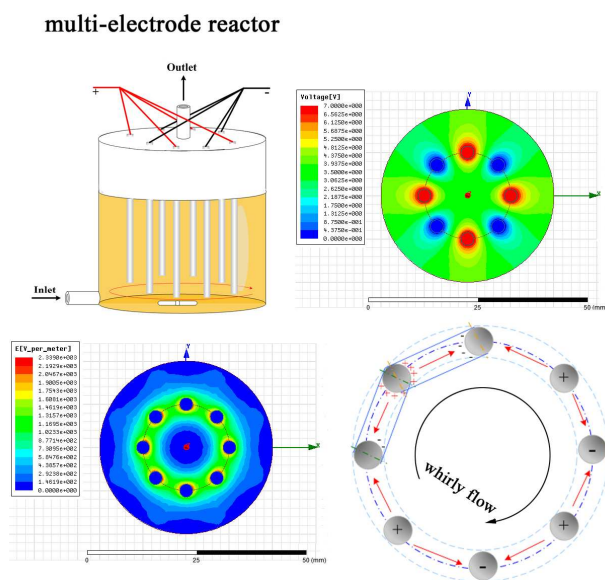 multi-electrode reactor
Outlet
+
-
Inlet
Voltage[V]
7.0000e+000
6.5625e+000
6.1250e+000
5.6875e+000
5.2500e+000
4.8125e+000
4.3750e+000
3.9375e+000
3.5000e+000
3.0625e+000
2.6250e+000
2.1875e+000
1.7500e+000
1.3125e+000
8.7500e-001
4.3750e-001
0.0000e+000
Y
X
0 25 50 (mm
E[V_per_meter]
2.3390e+003
2.1929e+003
2.0467e+003
1.9005e+003
1.7543e+003
1.6081e+003
1.4619e+003
1.3157e+003
1.1695e+003
1.0233e+003
8.7714e+002
7.3095e+002
5.8476e+002
4.3857e+002
2.9238e+002
1.4619e+002
0.0000e+000
Y
X
0 25 50 (mm)
+
-
+
-
+
whirly flow